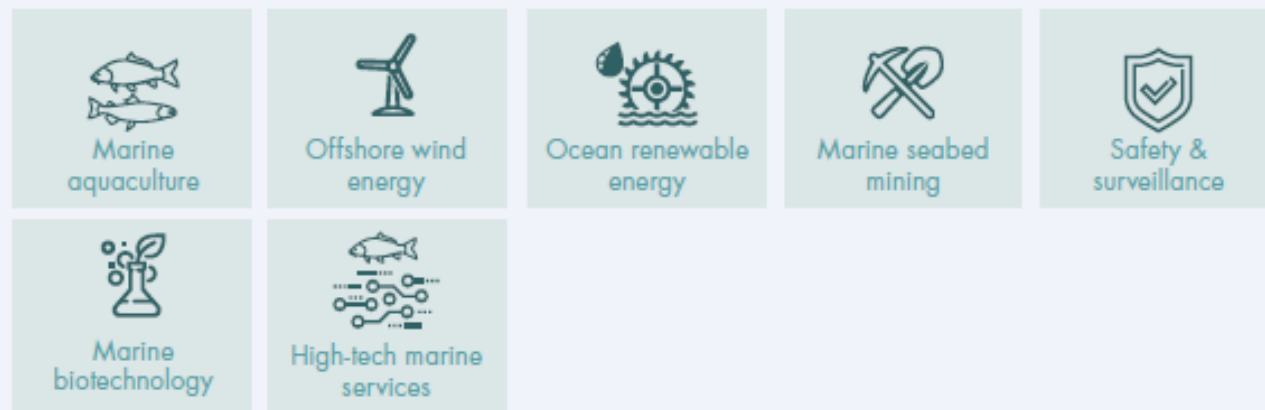 Marine
aquaculture
Offshore wind
energy
Ocean renewable
energy
Marine seabed
mining
Safety &
surveillance
Marine
biotechnology
High-tech marine
services